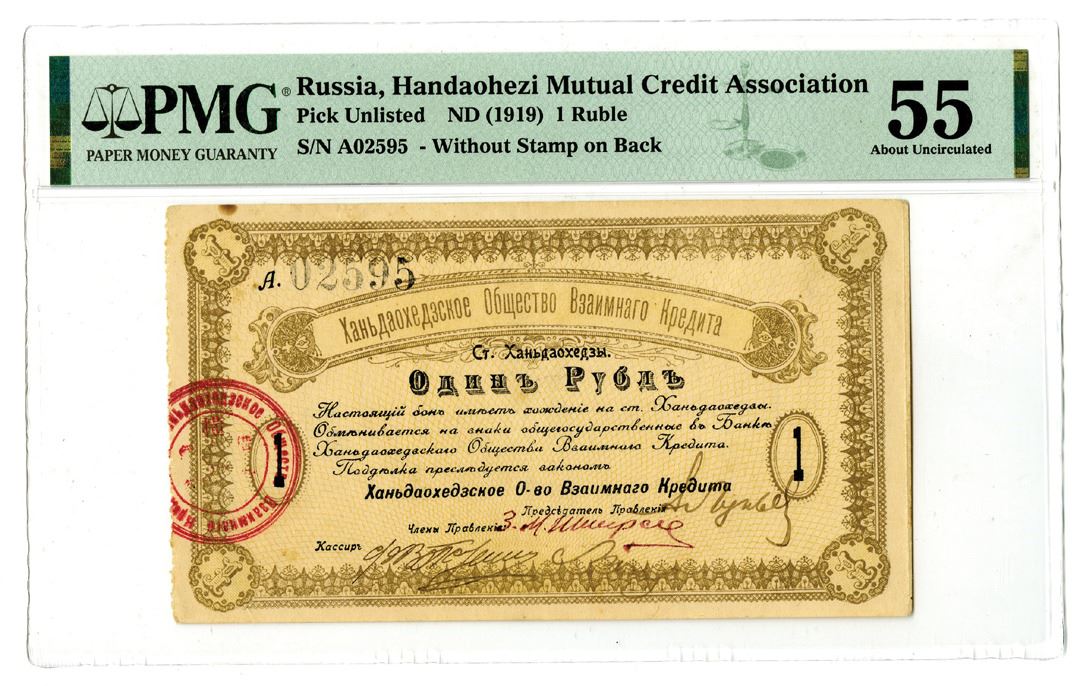 PMG®
PAPER MONEY GUARANTY
Russia, Handaohezi Mutual Credit Association
Pick Unlisted ND (1919) 1 Ruble
S/N A02595 - Without Stamp on Back
55
About Uncirculated
А. 02595
Ханьдаохедзское Общество Взаимнаго Кредита
Ст. Ханьдаохедзы.
Одинъ Рубль
Настоящій бонъ имѣетъ хожденіе на ст. Ханьдаохедзы.
Обмѣнивается на знаки общегосударственные въ Банкѣ
Ханьдаохедзскаго Общества Взаимнаго Кредита.
Поддѣлка преслѣдуется закономъ
1
1
Ханьдаохедзское О-во Взаимнаго Кредита
Предсѣдатель Правленія
Члены Правленія
Кассиръ
Общество Взаимнаго